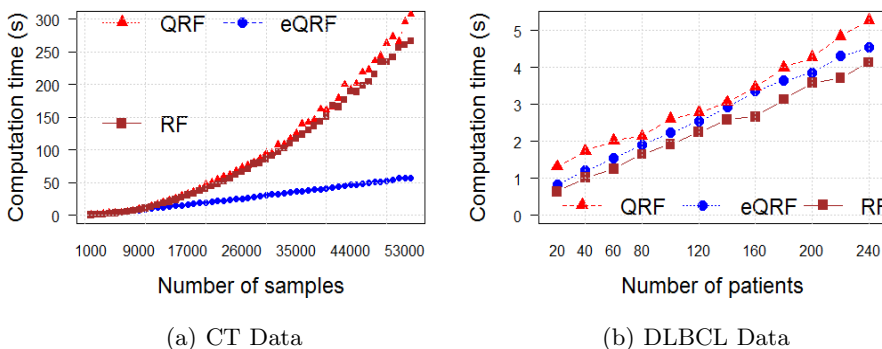 Computation time (s)
300
250
200
150
100
50
0
QRF
eQRF
RF
1000 9000 17000 26000 35000 44000 53000
Number of samples
(a) CT Data
Computation time (s)
5
4
3
2
1
0
QRF
eQRF
RF
20 40 60 80 120 160 200 240
Number of patients
(b) DLBCL Data